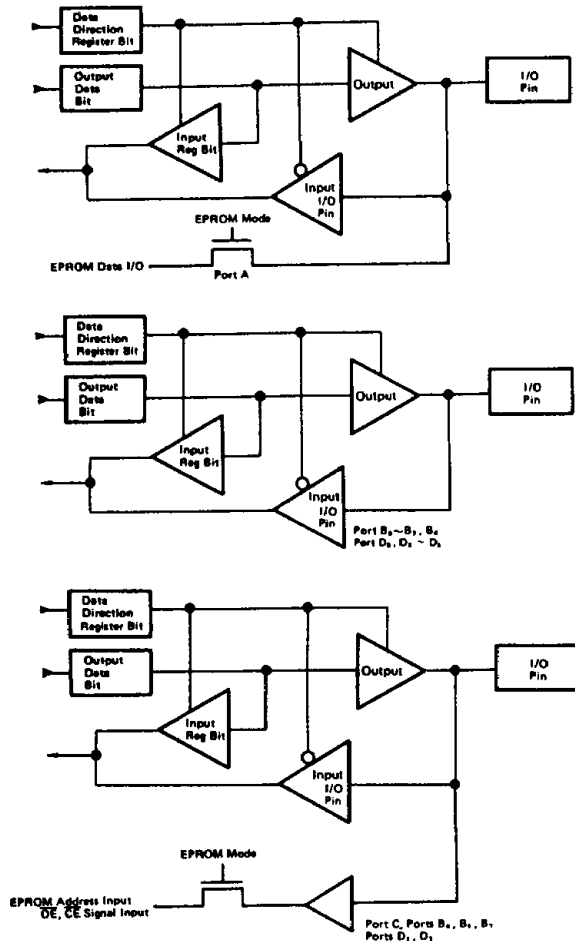 Data
Direction
Register Bit
Output
Data
Bit
Output
I/O
Pin
Input
Reg Bit
Input
I/O
Pin
EPROM Mode
EPROM Data I/O
Port A
Data
Direction
Register Bit
Output
Data
Bit
Output
I/O
Pin
Input
Reg Bit
Input
I/O
Pin
Port
Port
Data
Direction
Register Bit
Output
Data
Bit
Output
I/O
Pin
Input
Reg Bit
Input
I/O
Pin
EPROM Mode
EPROM Address Input
OE, CE Signal Input
Port C, Ports
Ports